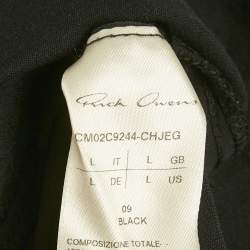 Rick Owens
CM02C9244-CHJEG
L IT L GB
L DE L US
09
BLACK
COMPOSIZIONE TOTALE: